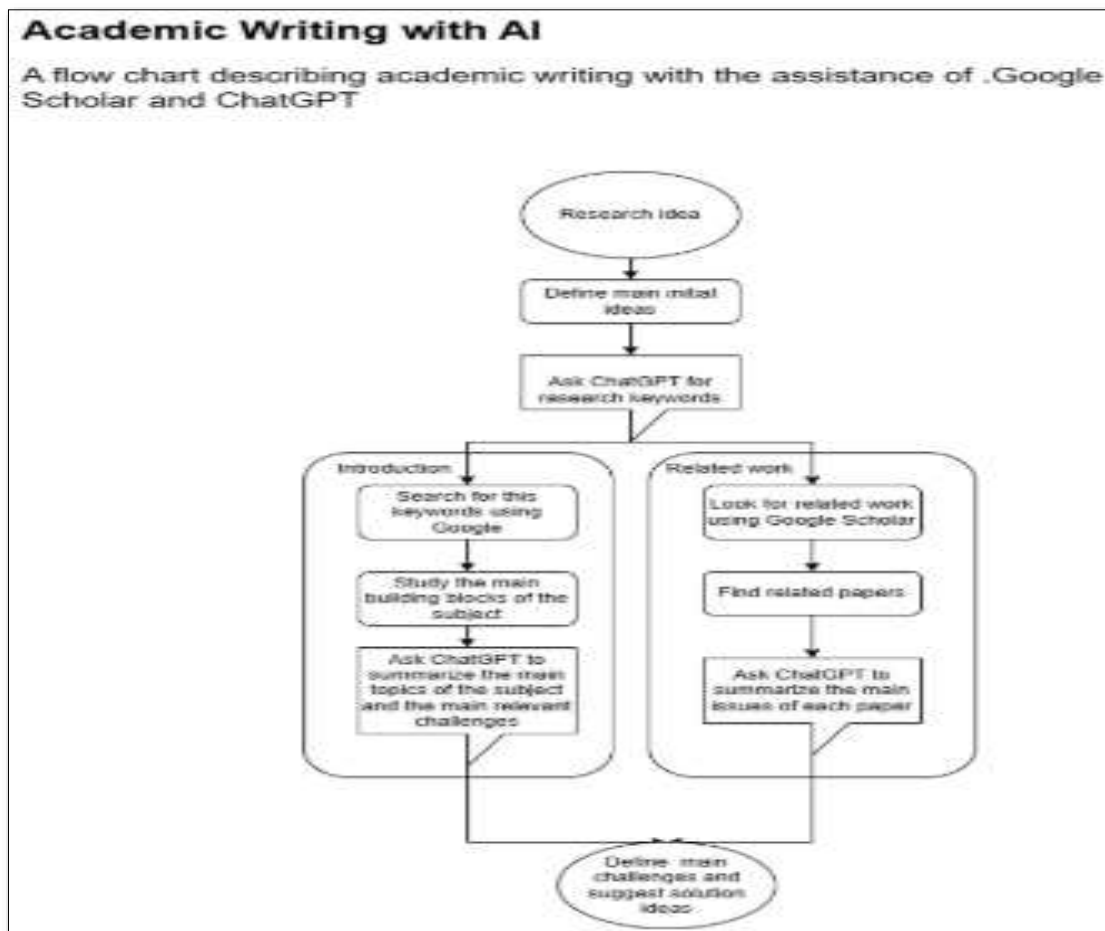 Academic Writing with AI
A flow chart describing academic writing with the assistance of .Google
Scholar and ChatGPT
Research idea
Define main initial
ideas
Ask ChatGPT for
research keywords
Introduction
Search for this
keywords using
Google
Study the main
building blocks of the
subject
Ask ChatGPT to
summarize the main
topics of the subject
and the main relevant
challenges
Related work
Look for related work
using Google Scholar
Find related papers
Ask ChatGPT to
summarize the main
issues of each paper
Define main
challenges and
suggest solution
ideas